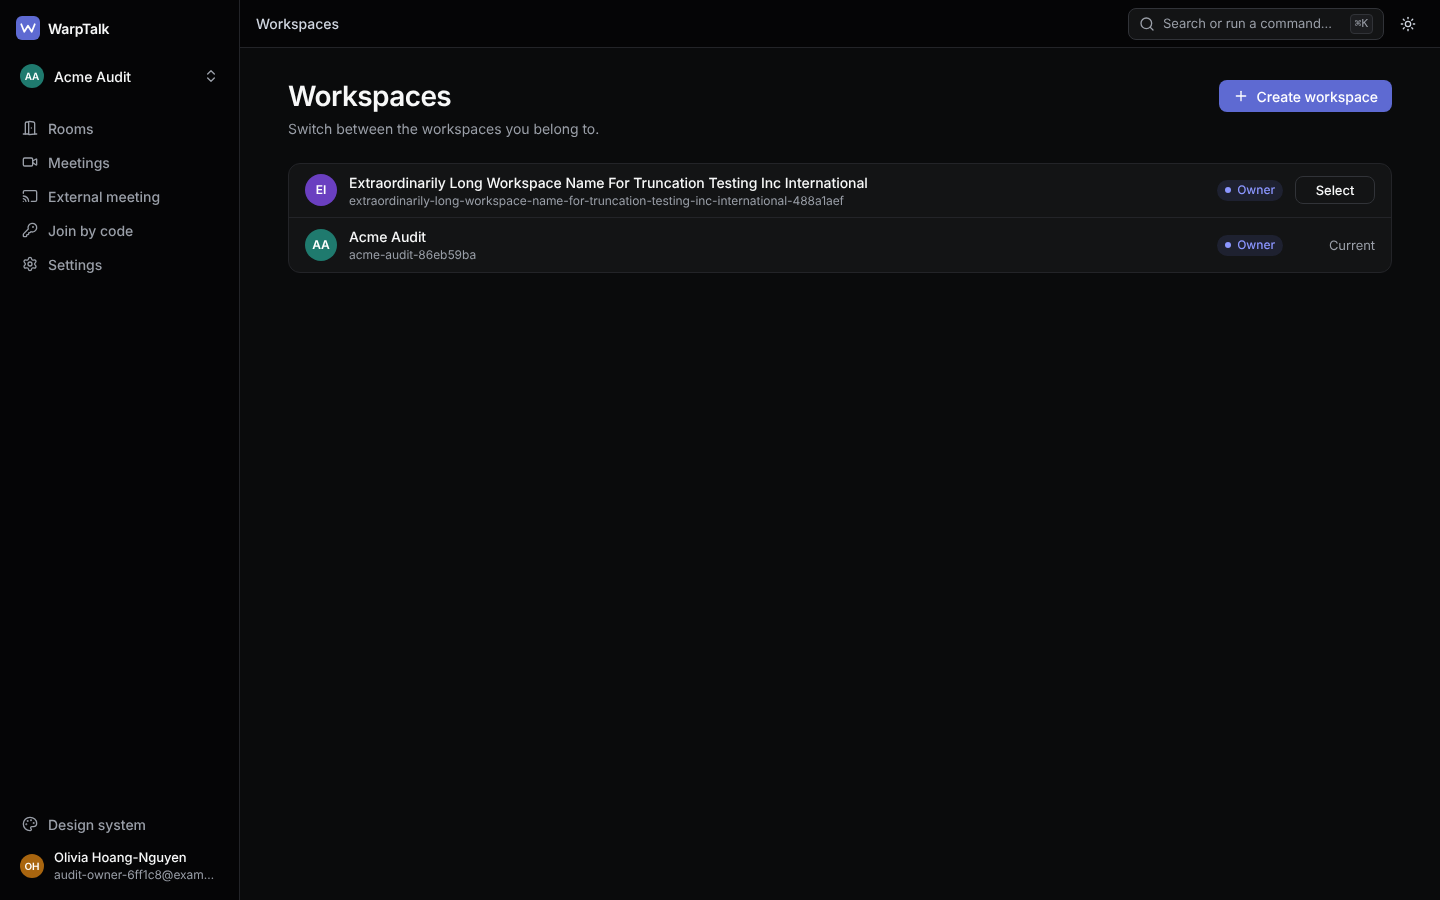 WarpTalk
AA
Acme Audit
Rooms
Meetings
External meeting
Join by code
Settings
Design system
OH
Olivia Hoang-Nguyen
audit-owner-6ff1c8@exam...
Workspaces
Search or run a command...
⌘K
Workspaces
Switch between the workspaces you belong to.
Create workspace
EI
Extraordinarily Long Workspace Name For Truncation Testing Inc International
extraordinarily-long-workspace-name-for-truncation-testing-inc-international-488a1aef
Owner
Select
AA
Acme Audit
acme-audit-86eb59ba
Owner
Current